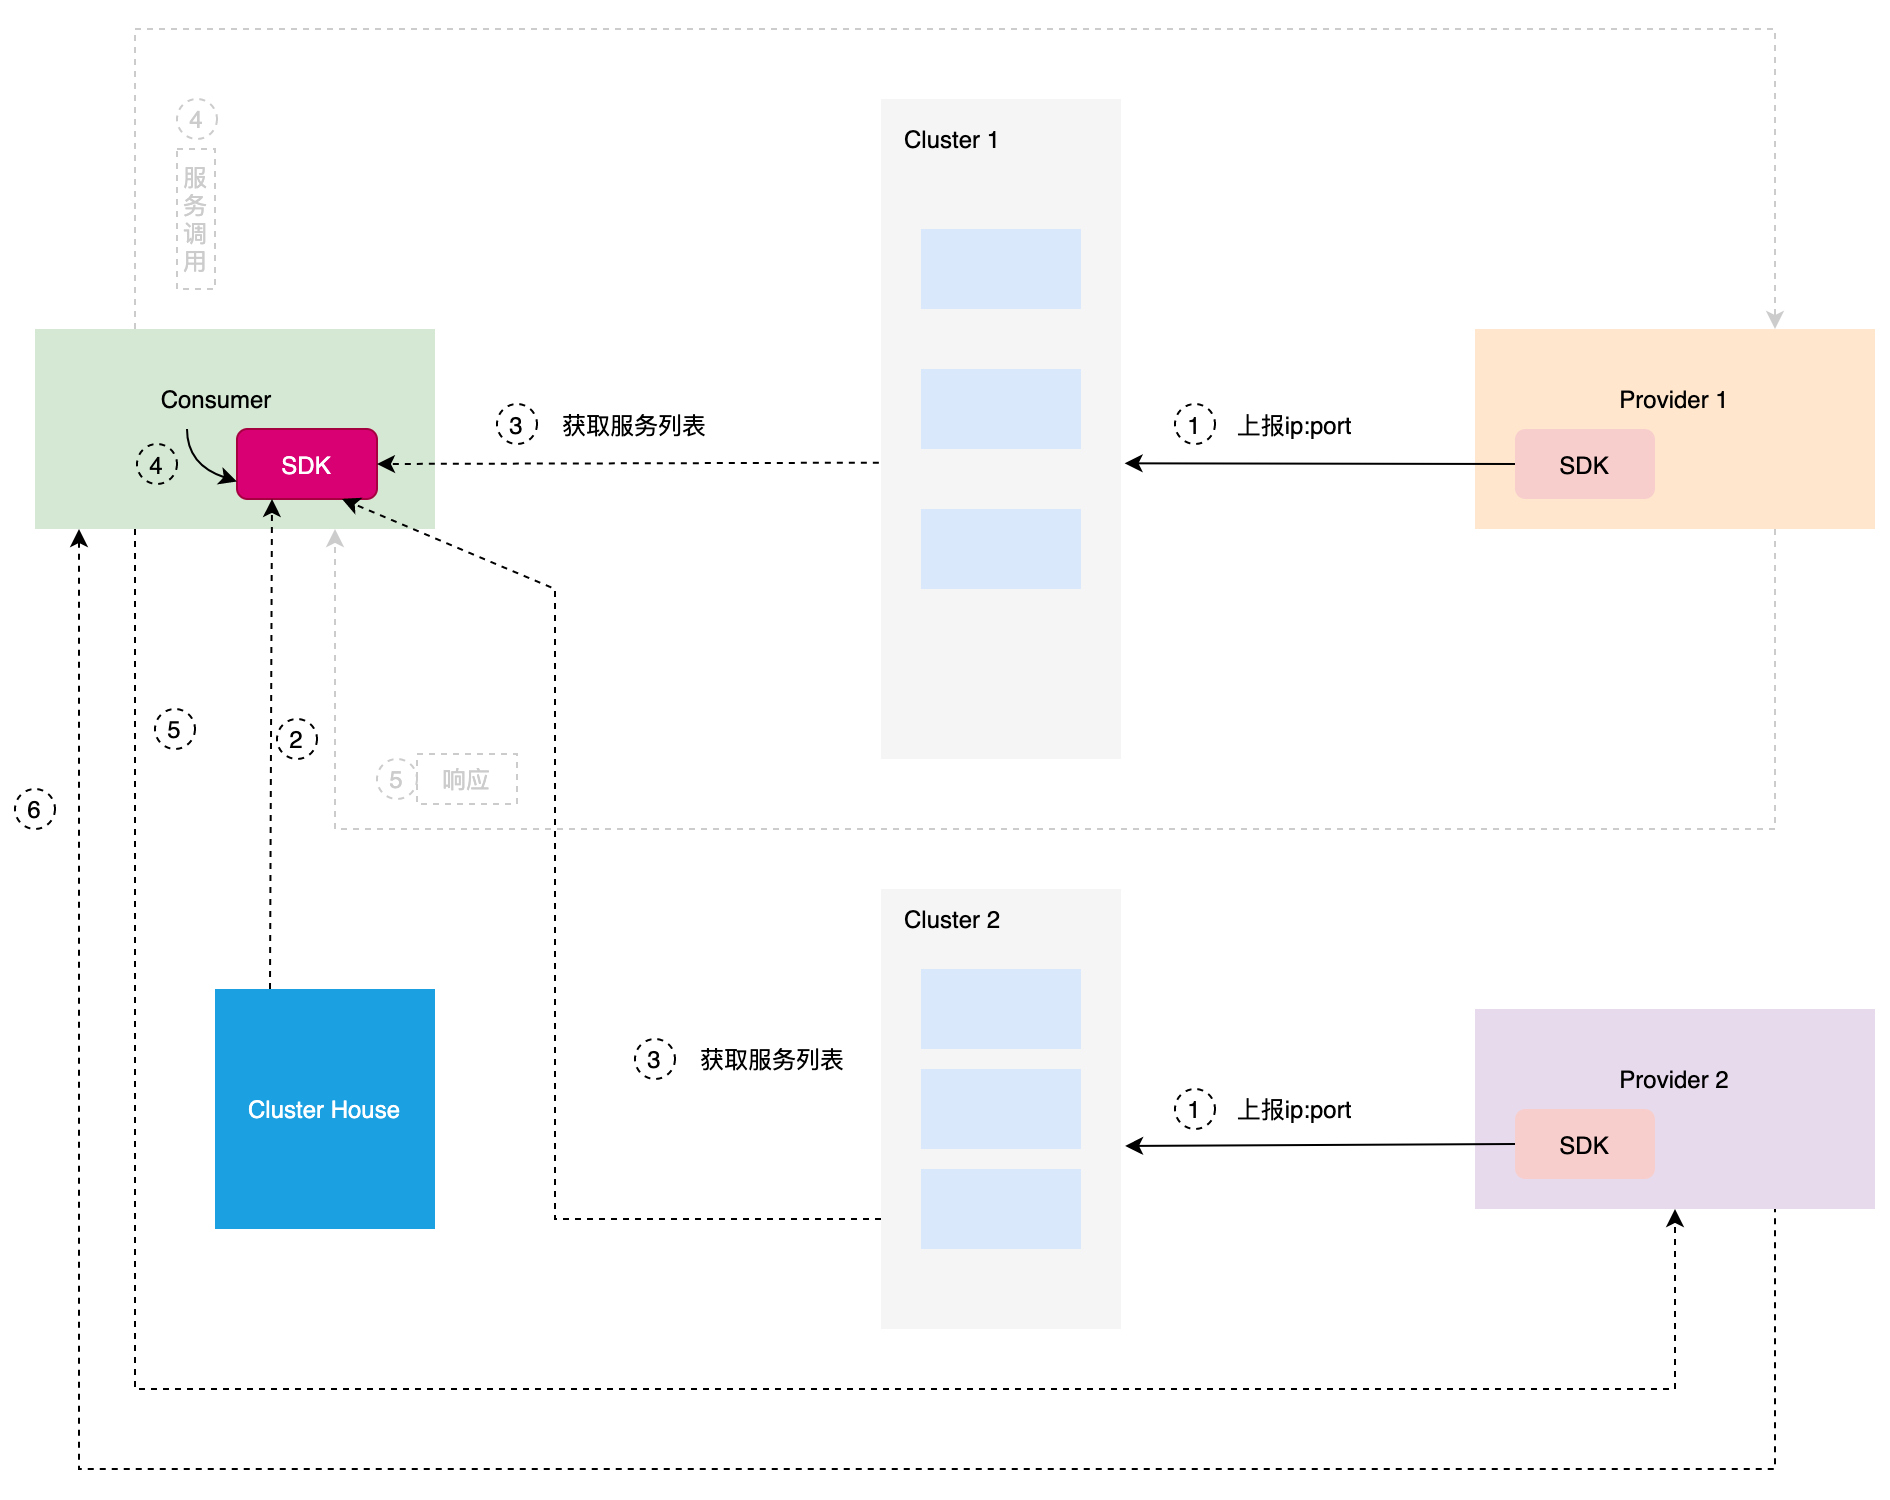 4
服
务
调
用
Cluster 1
Consumer
4
SDK
3 获取服务列表
1 上报ip:port
Provider 1
SDK
5
2
5 响应
6
Cluster 2
Cluster House
3 获取服务列表
1 上报ip:port
Provider 2
SDK